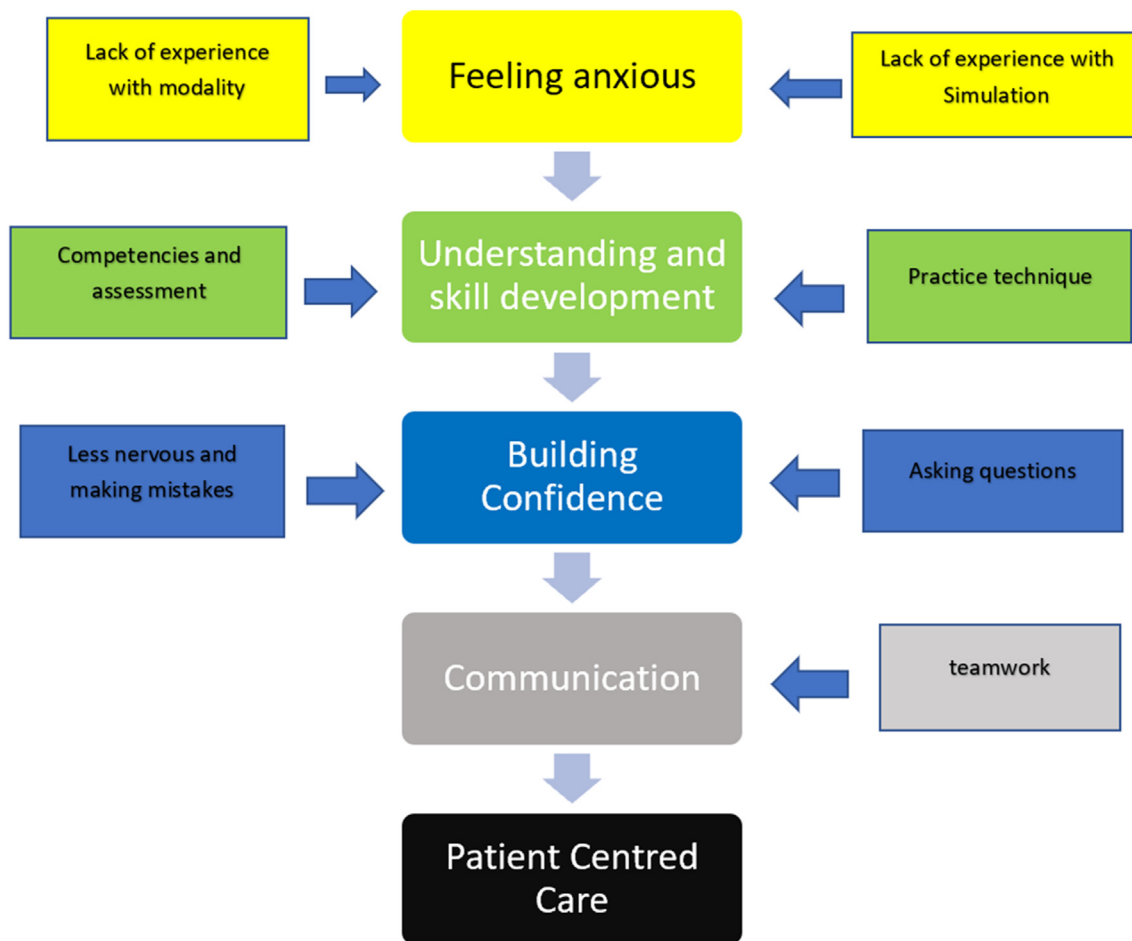 Lack of experience
with modality
Feeling anxious
Lack of experience with
Simulation
Competencies and
assessment
Understanding and
skill development
Practice technique
Less nervous and
making mistakes
Building
Confidence
Asking questions
Communication
teamwork
Patient Centred
Care